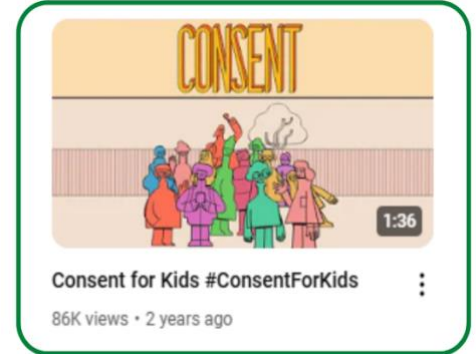 CONSENT
1:36
Consent for Kids #ConsentForKids
86K views • 2 years ago